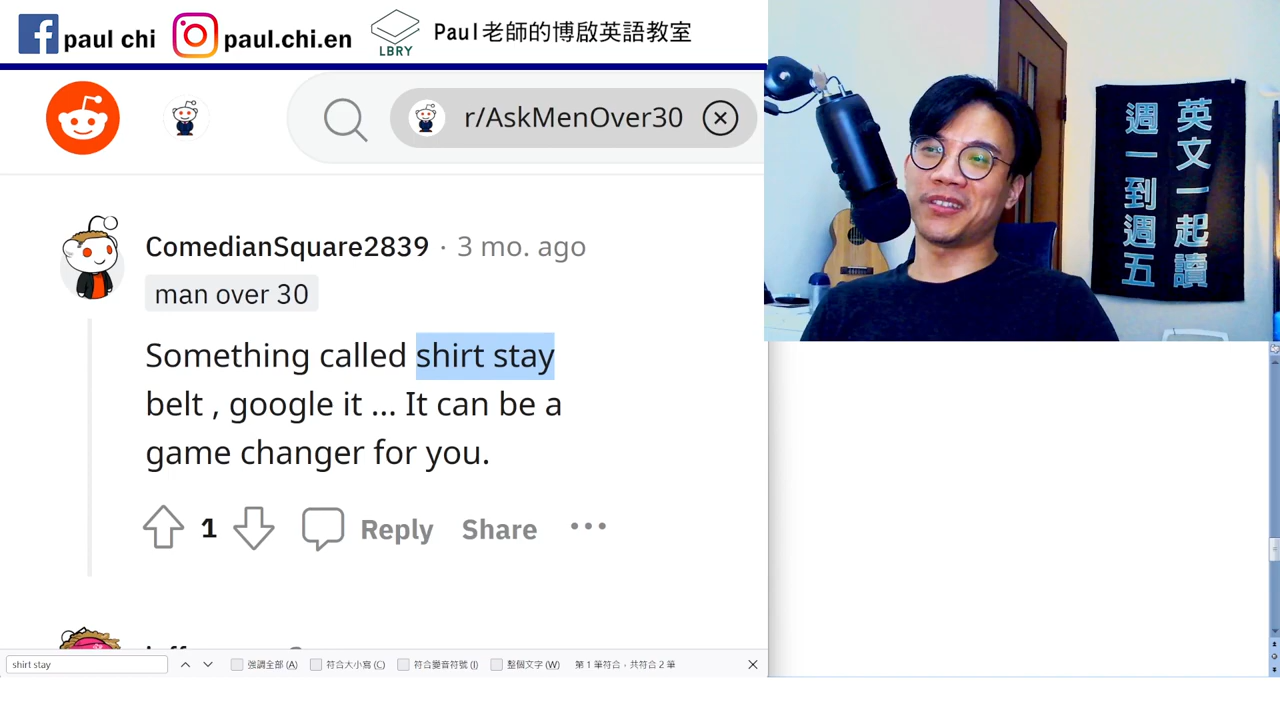 paul chi
paul.chi.en
LBRY
Paul老師的博啟英語教室
r/AskMenOver30
ComedianSquare2839 · 3 mo. ago
man over 30
Something called shirt stay
belt , google it ... It can be a
game changer for you.
1
Reply
Share
shirt stay
強調全部 (A)
符合大小寫 (C)
符合變音符號 (I)
整個文字 (W)
第 1 筆符合，共符合 2 筆
英文一起讀
週一到週五